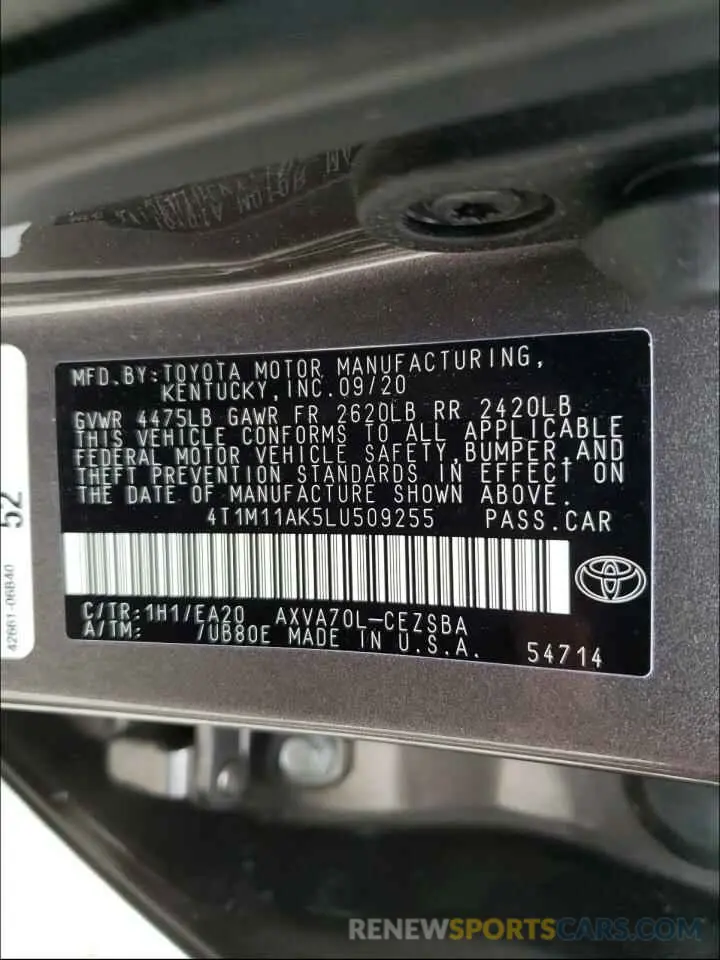 MFD.BY:TOYOTA MOTOR MANUFACTURING,
KENTUCKY,INC.09/20
GVWR 4475LB GAWR FR 2620LB RR 2420LB
THIS VEHICLE CONFORMS TO ALL APPLICABLE
FEDERAL MOTOR VEHICLE SAFETY,BUMPER,AND
THEFT PREVENTION STANDARDS IN EFFECT ON
THE DATE OF MANUFACTURE SHOWN ABOVE.
4T1M11AK5LU509255 PASS.CAR
C/TR:1H1/EA20 AXVA70L-CEZSBA
A/TM: /UB80E MADE IN U.S.A. 54714
52
42661-06B40
RENEWSPORTSCARS.COM